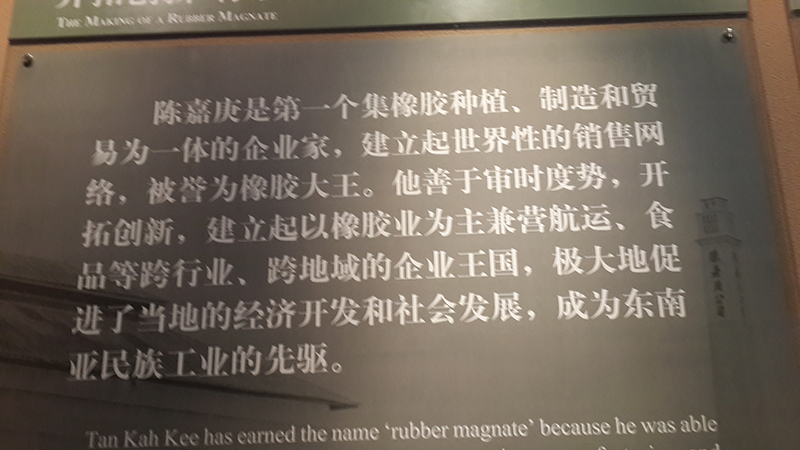 THE MAKING OF A RUBBER MAGNATE
陈嘉庚是第一个集橡胶种植、制造和贸
易为一体的企业家，建立起世界性的销售网
络，被誉为橡胶大王。他善于审时度势，开
拓创新，建立起以橡胶业为主兼营航运、食
品等跨行业、跨地域的企业王国，极大地促
进了当地的经济开发和社会发展，成为东南
亚民族工业的先驱。
Tan Kah Kee has earned the name ‘rubber magnate’ because he was able